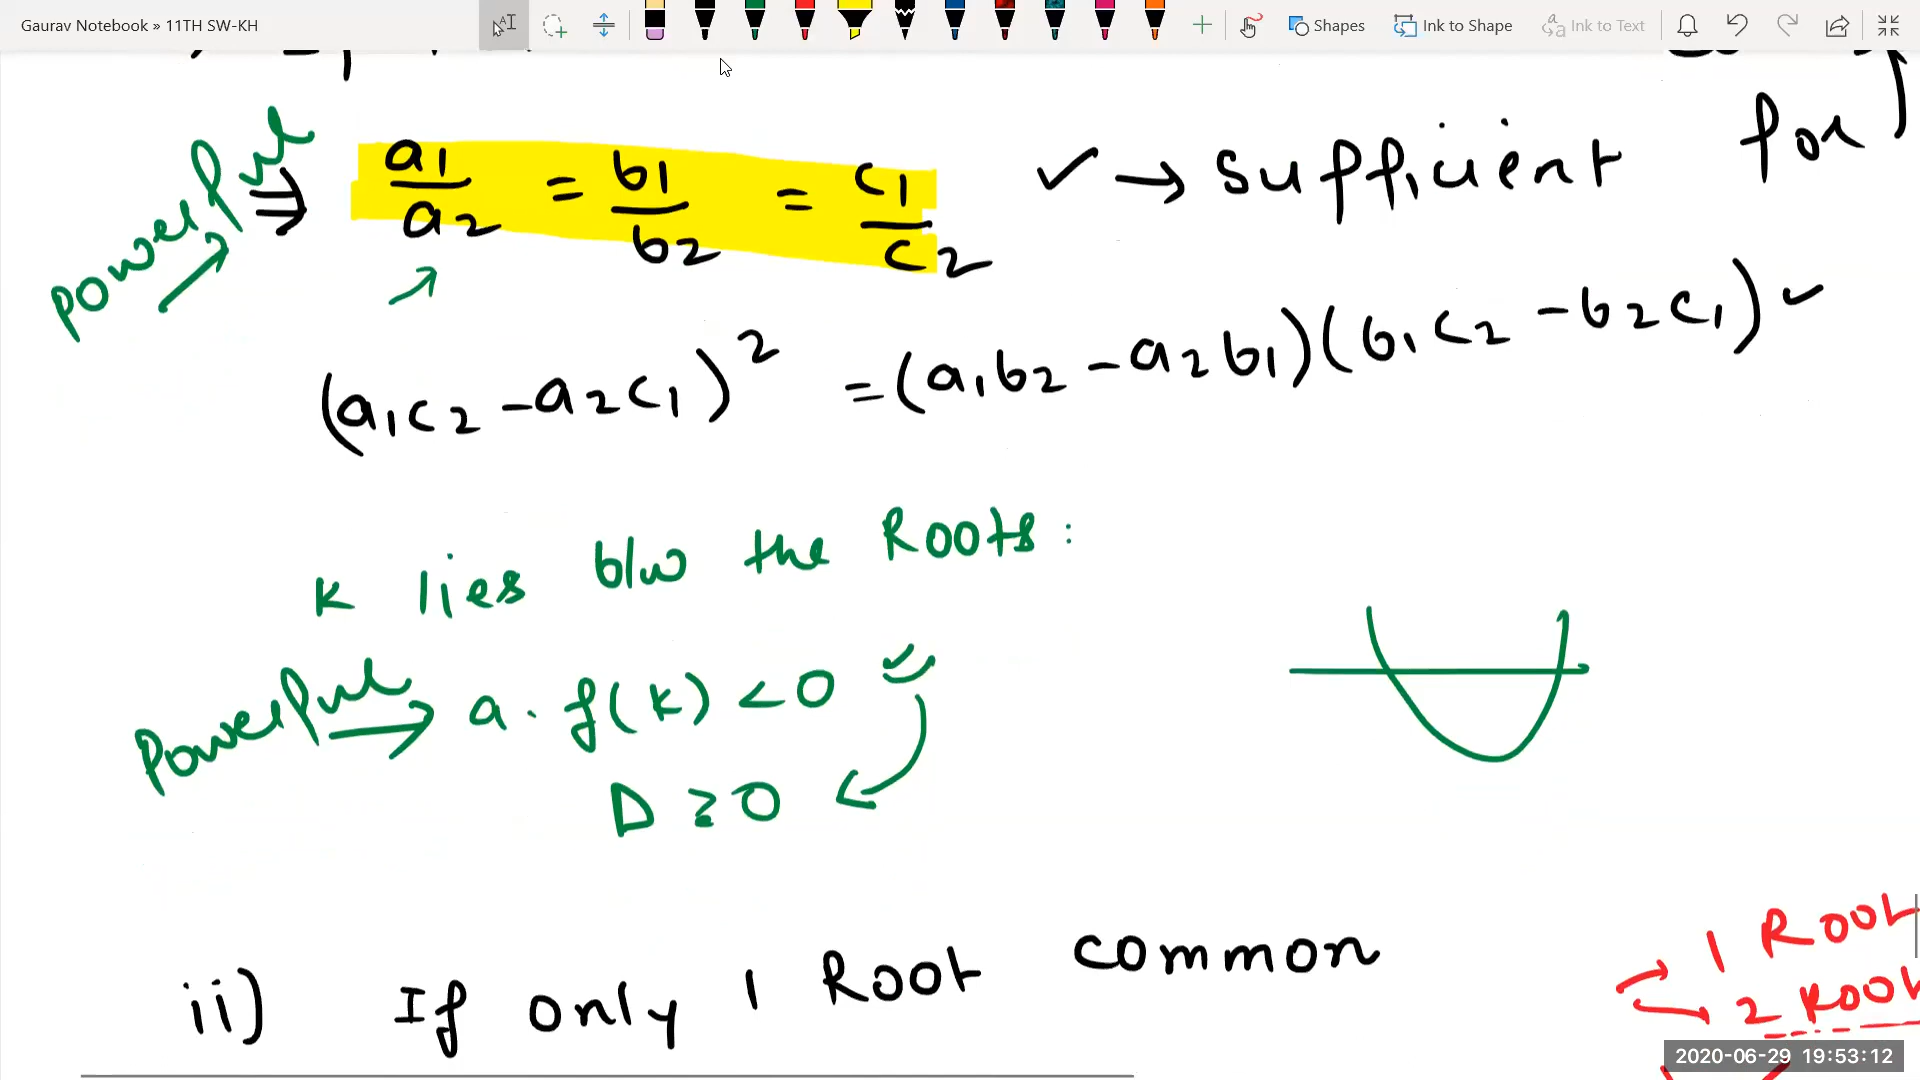 Gaurav Notebook » 11TH SW-KH
Shapes
Ink to Shape
Ink to Text
Powerful
⇒ a1/a2 = b1/b2 = c1/c2 ✓ → Sufficient for
(a1c2 - a2c1)^2 = (a1b2 - a2b1)(b1c2 - b2c1) ✓
K lies b/w the Roots:
Powerful → a. f(k) < 0
D ≥ 0
ii) If only 1 Root common
1 Root
2 Root
2020-06-29 19:53:12